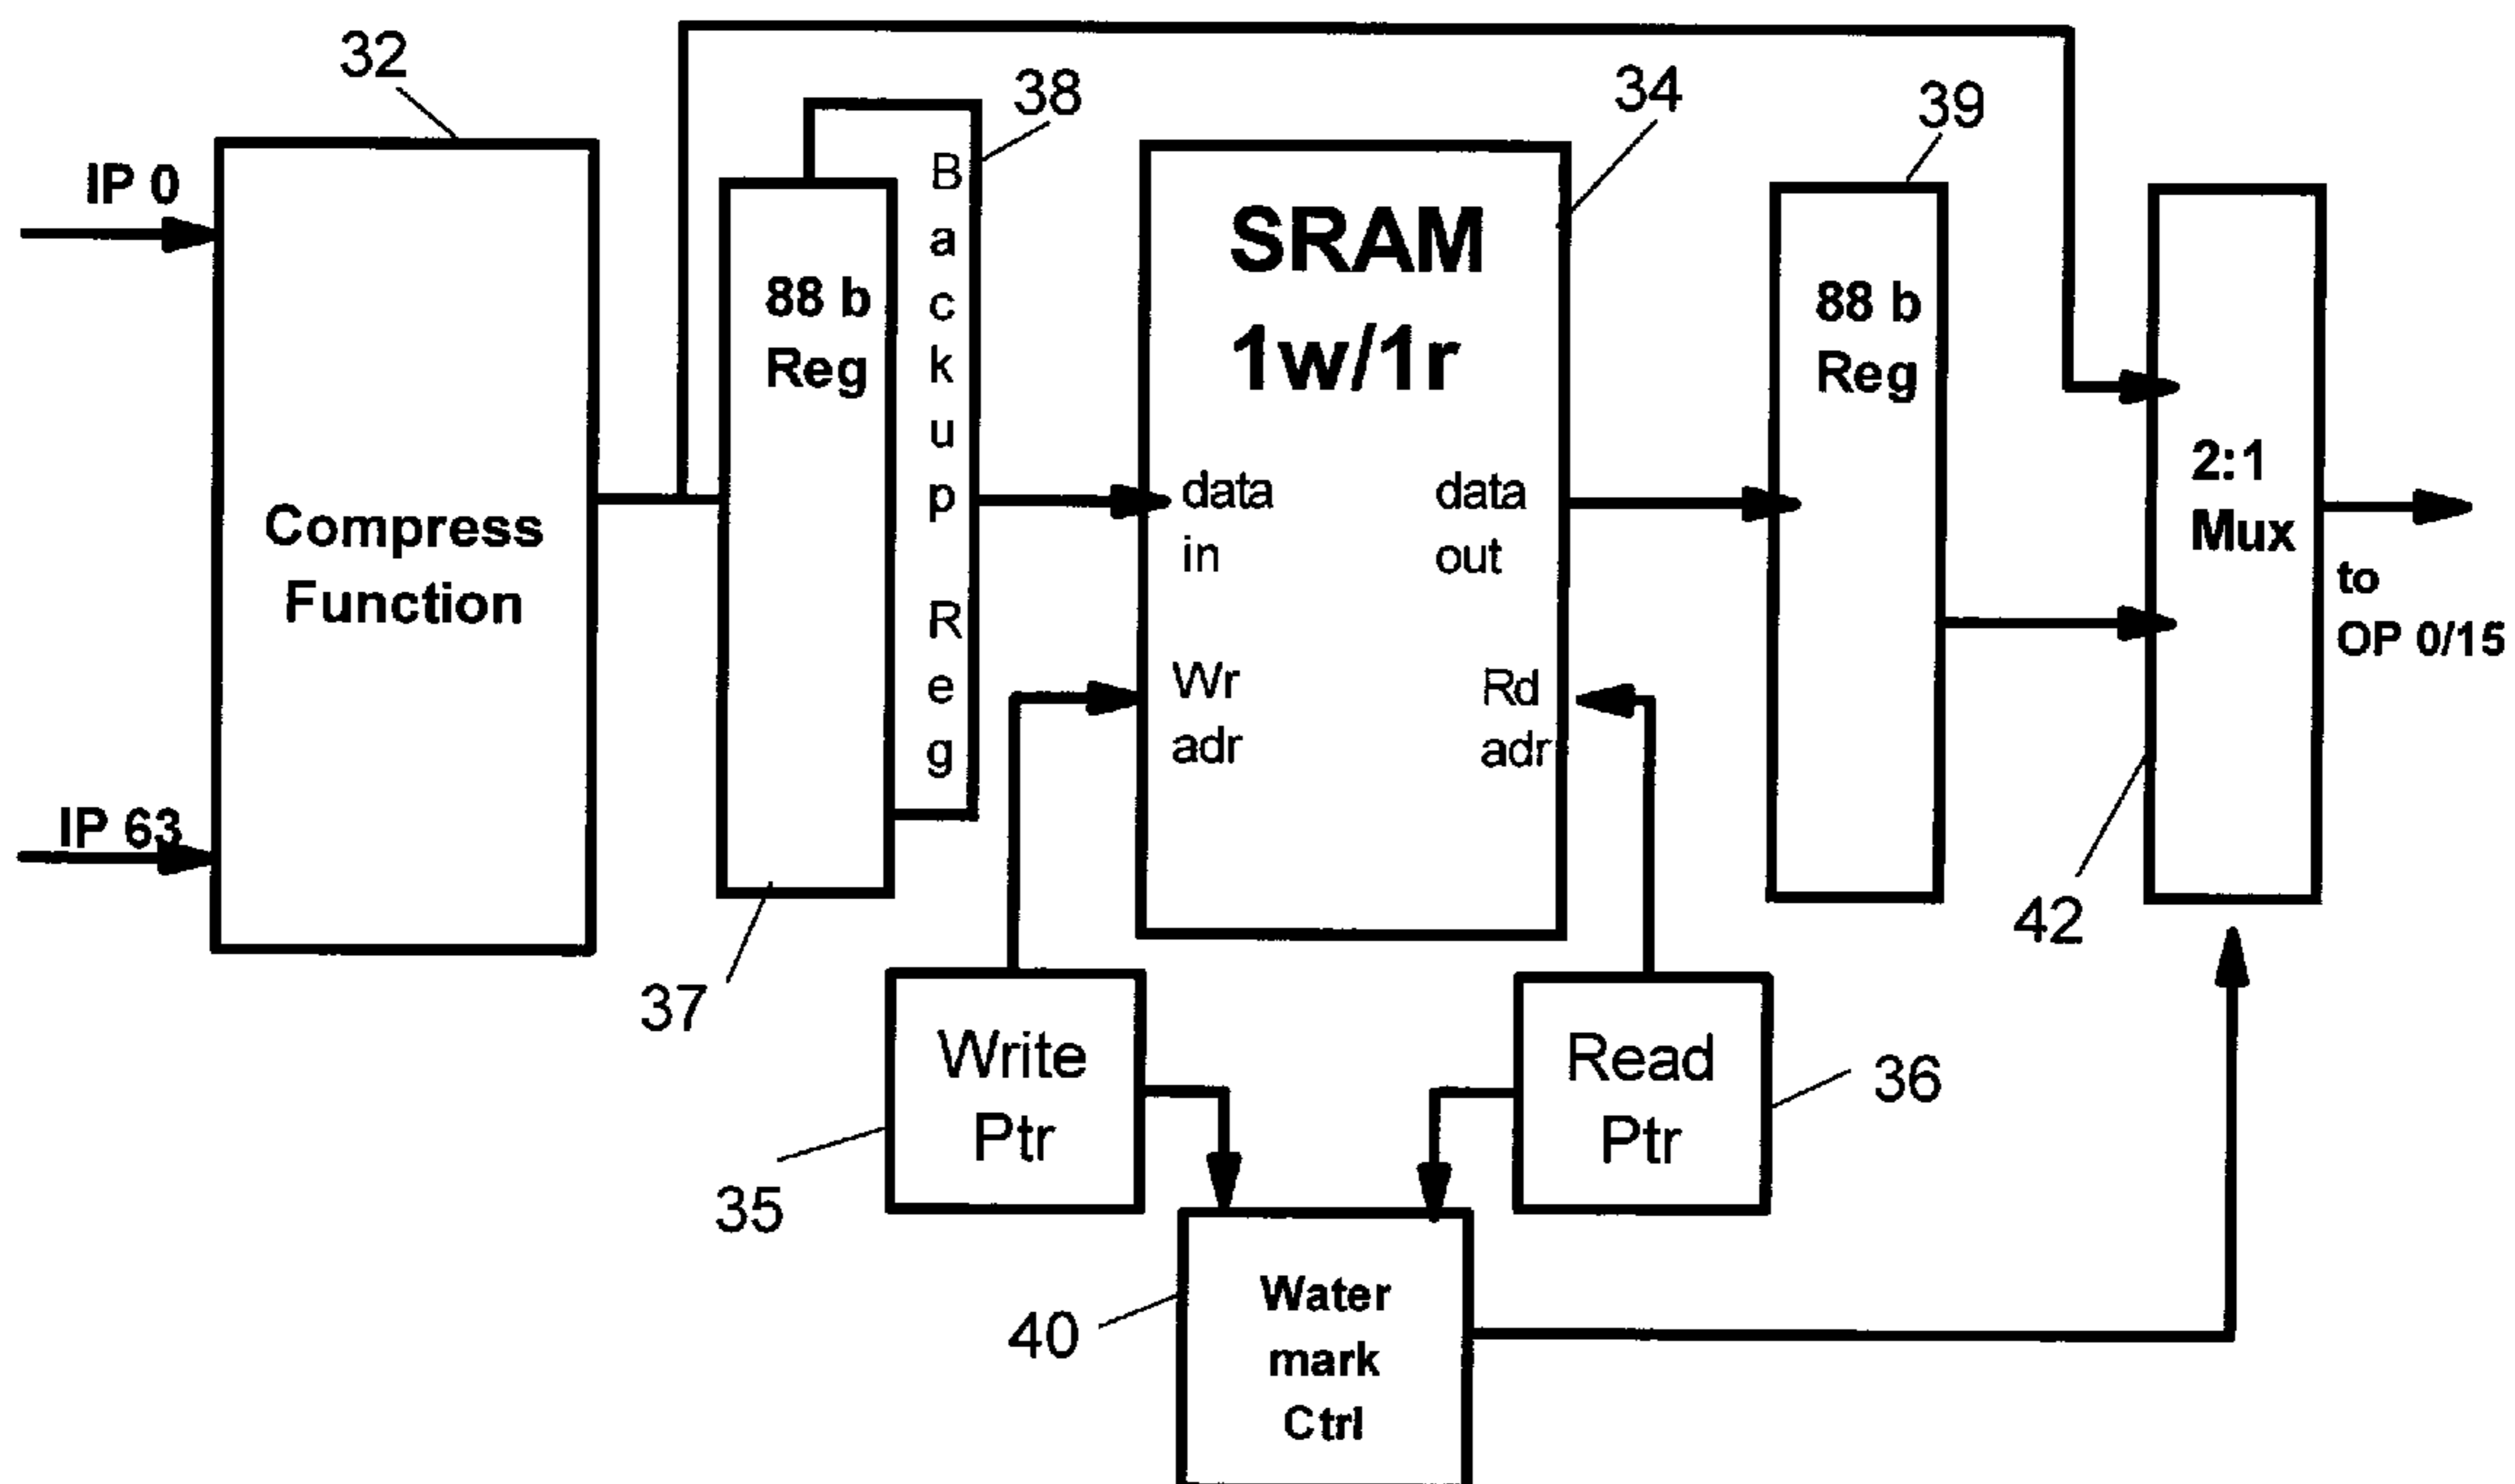 32
38
34
39
IP 0
Backup Reg
SRAM
1w/1r
88 b
Reg
88 b
Reg
2:1
Mux
Compress
Function
data
in
data
out
to
OP 0/15
Wr
adr
Rd
adr
IP 63
42
37
Write
Ptr
Read
Ptr
36
35
40
Water
mark
Ctrl